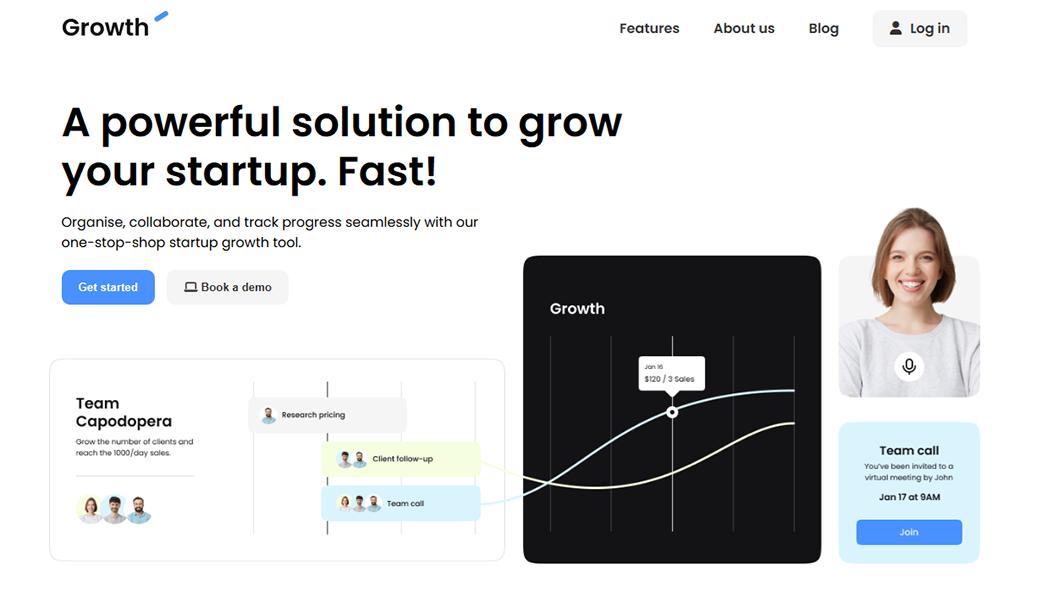 Growth
Features
About us
Blog
Log in
A powerful solution to grow
your startup. Fast!
Organise, collaborate, and track progress seamlessly with our
one-stop-shop startup growth tool.
Get started
Book a demo
Team
Capodopera
Grow the number of clients and
reach the 1000/day sales.
Research pricing
Client follow-up
Team call
Growth
Jan 16
$120 / 3 Sales
Team call
You've been invited to a
virtual meeting by John
Jan 17 at 9AM
Join